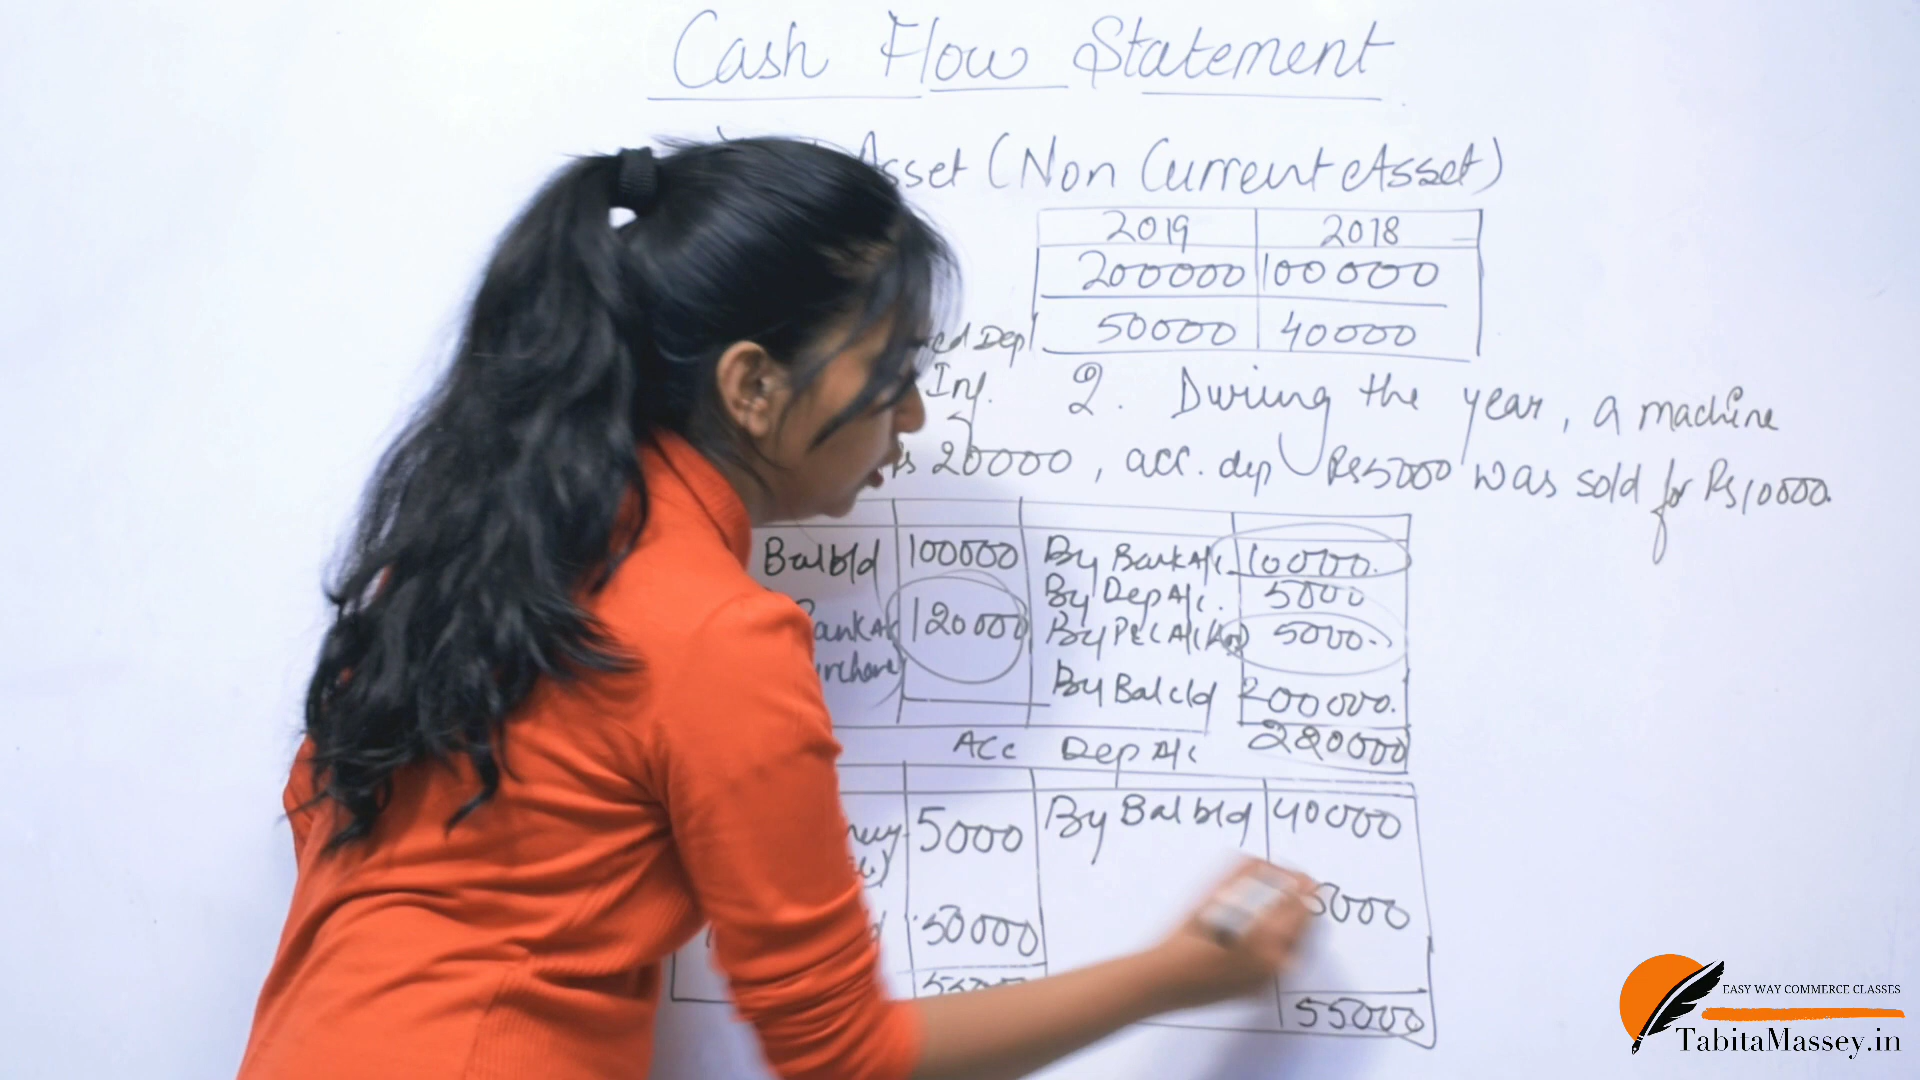 Cash Flow Statement
Asset (Non Current Asset)
2019 2018
200000 100000
Dep 50000 40000
Inf. 2. During the year, a machine
Rs 20000, acc. dep Rs 5000 was sold for Rs 10000.
Bal b/d 100000 By Bank A/c 10000.
By Dep A/c. 5000
Bank A/c 120000 By P&L A/c 5000.
By Bal c/d 200000.
220000
Acc Dep A/c
5000 By Bal b/d 40000
50000
55000
EASY WAY COMMERCE CLASSES
TabitaMassey.in